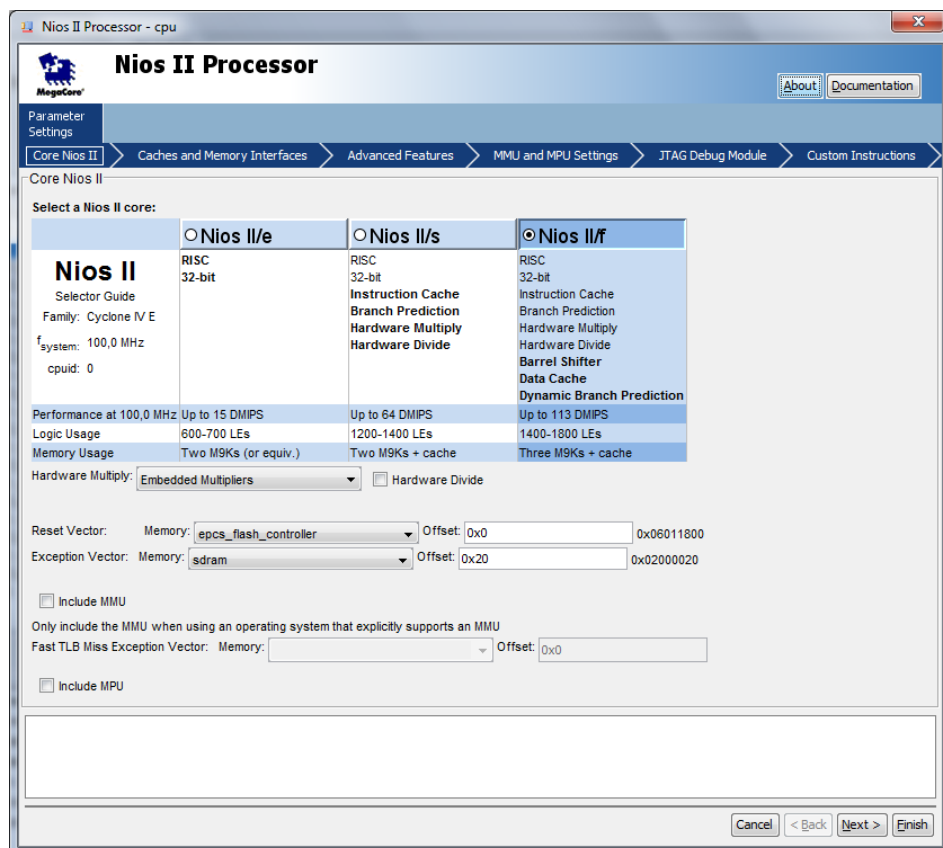 Nios II Processor - cpu
MegaCore®
Nios II Processor
About
Documentation
Parameter
Settings
Core Nios II
Caches and Memory Interfaces
Advanced Features
MMU and MPU Settings
JTAG Debug Module
Custom Instructions
Core Nios II
Select a Nios II core:
Nios II/e
Nios II/s
Nios II/f
Nios II
Selector Guide
Family: Cyclone IV E
fsystem: 100,0 MHz
cpuid: 0
RISC
32-bit
RISC
32-bit
Instruction Cache
Branch Prediction
Hardware Multiply
Hardware Divide
RISC
32-bit
Instruction Cache
Branch Prediction
Hardware Multiply
Hardware Divide
Barrel Shifter
Data Cache
Dynamic Branch Prediction
Performance at 100,0 MHz Up to 15 DMIPS Up to 64 DMIPS Up to 113 DMIPS
Logic Usage 600-700 LEs 1200-1400 LEs 1400-1800 LEs
Memory Usage Two M9Ks (or equiv.) Two M9Ks + cache Three M9Ks + cache
Hardware Multiply: Embedded Multipliers Hardware Divide
Reset Vector: Memory: epcs_flash_controller Offset: 0x0 0x06011800
Exception Vector: Memory: sdram Offset: 0x20 0x02000020
Include MMU
Only include the MMU when using an operating system that explicitly supports an MMU
Fast TLB Miss Exception Vector: Memory: Offset: 0x0
Include MPU
Cancel < Back Next > Finish